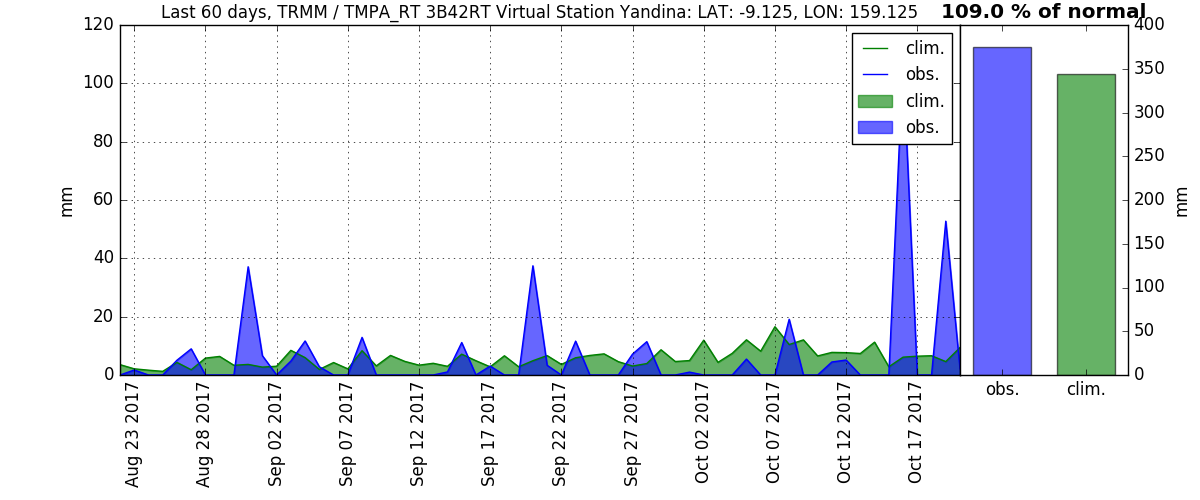 Last 60 days, TRMM / TMPA_RT 3B42RT Virtual Station Yandina: LAT: -9.125, LON: 159.125
109.0 % of normal
120
100
80
60
40
20
0
mm
clim.
obs.
clim.
obs.
400
350
300
250
200
150
100
50
0
mm
obs.
clim.
Aug 23 2017
Aug 28 2017
Sep 02 2017
Sep 07 2017
Sep 12 2017
Sep 17 2017
Sep 22 2017
Sep 27 2017
Oct 02 2017
Oct 07 2017
Oct 12 2017
Oct 17 2017